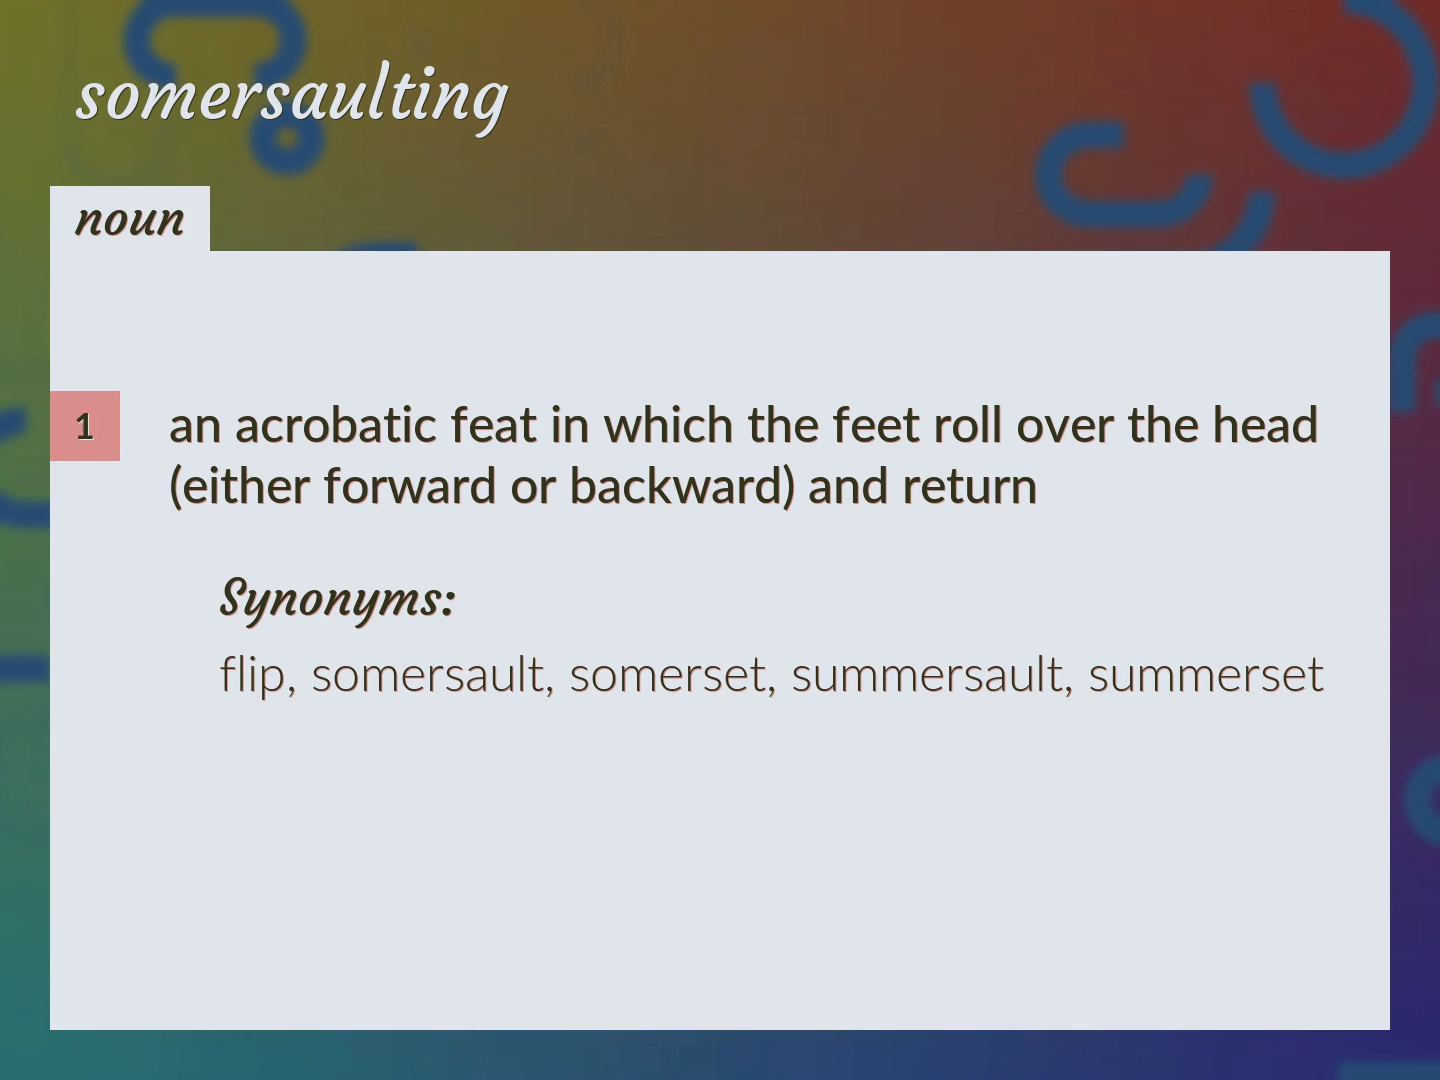 somersaulting
noun
1
an acrobatic feat in which the feet roll over the head
(either forward or backward) and return
Synonyms:
flip, somersault, somerset, summersault, summerset